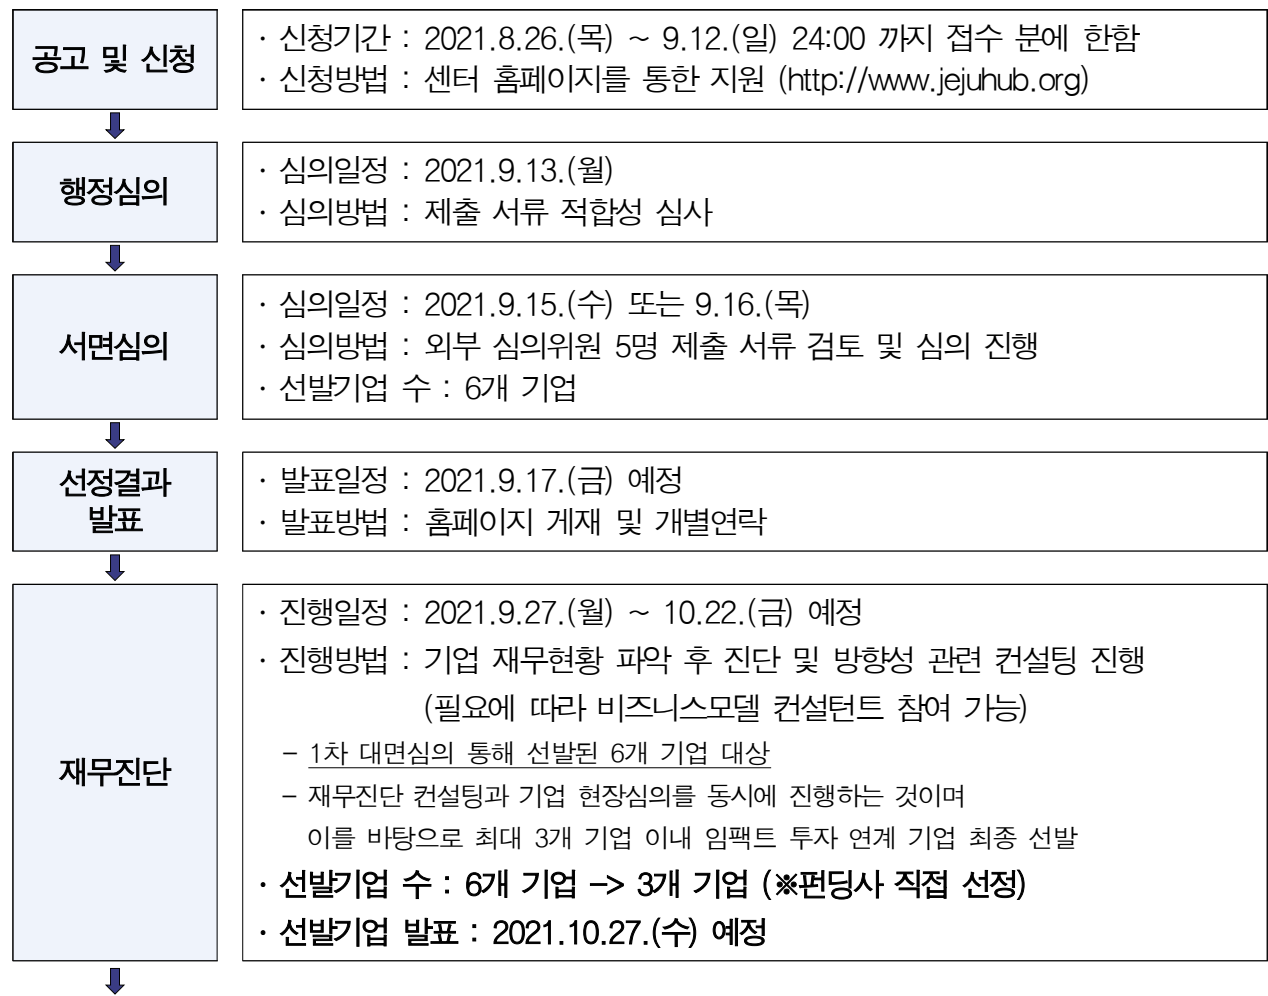 공고 및 신청
· 신청기간 : 2021.8.26.(목) ~ 9.12.(일) 24:00 까지 접수 분에 한함
· 신청방법 : 센터 홈페이지를 통한 지원 (http://www.jejuhub.org)
행정심의
· 심의일정 : 2021.9.13.(월)
· 심의방법 : 제출 서류 적합성 심사
서면심의
· 심의일정 : 2021.9.15.(수) 또는 9.16.(목)
· 심의방법 : 외부 심의위원 5명 제출 서류 검토 및 심의 진행
· 선발기업 수 : 6개 기업
선정결과
발표
· 발표일정 : 2021.9.17.(금) 예정
· 발표방법 : 홈페이지 게재 및 개별연락
재무진단
· 진행일정 : 2021.9.27.(월) ~ 10.22.(금) 예정
· 진행방법 : 기업 재무현황 파악 후 진단 및 방향성 관련 컨설팅 진행
(필요에 따라 비즈니스모델 컨설턴트 참여 가능)
- 1차 대면심의 통해 선발된 6개 기업 대상
- 재무진단 컨설팅과 기업 현장심의를 동시에 진행하는 것이며
이를 바탕으로 최대 3개 기업 이내 임팩트 투자 연계 기업 최종 선발
· 선발기업 수 : 6개 기업 -> 3개 기업 (※펀딩사 직접 선정)
· 선발기업 발표 : 2021.10.27.(수) 예정